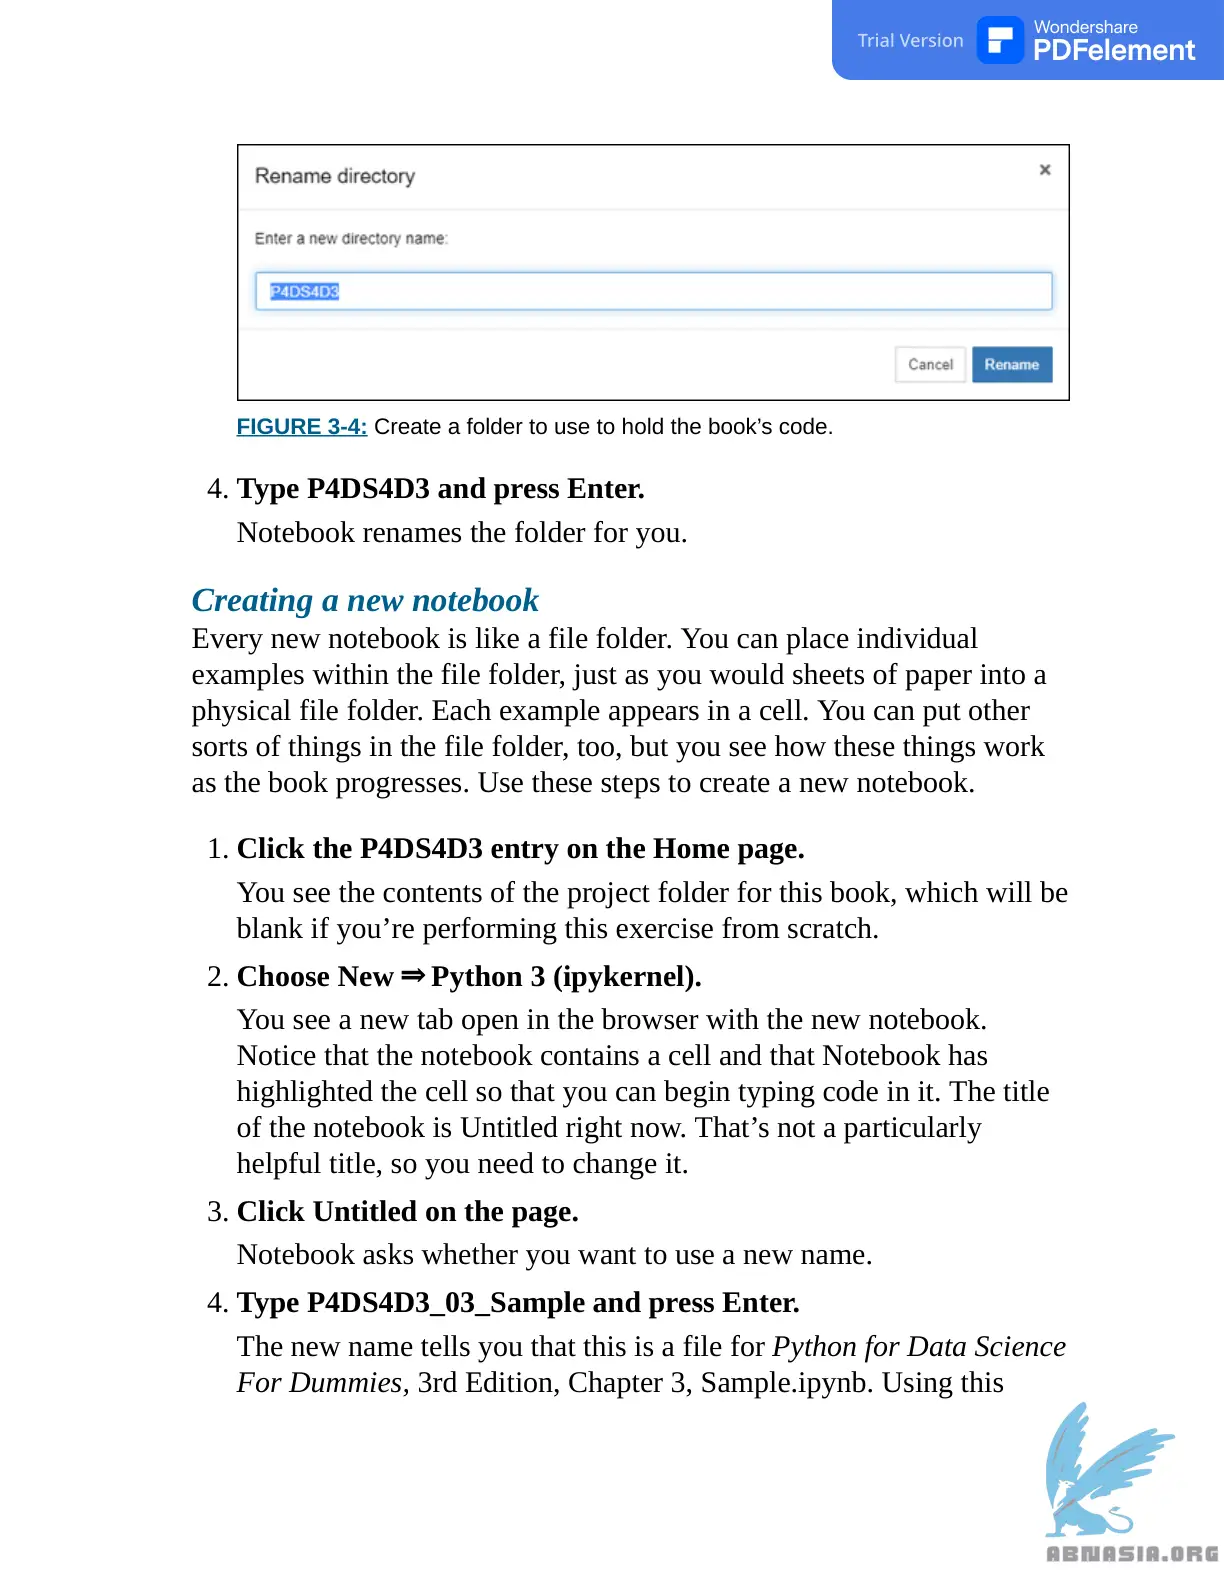 Trial Version
Wondershare
PDFelement
Rename directory
×
Enter a new directory name:
P4DS4D3
Cancel
Rename
FIGURE 3-4: Create a folder to use to hold the book’s code.
4. Type P4DS4D3 and press Enter.
Notebook renames the folder for you.
Creating a new notebook
Every new notebook is like a file folder. You can place individual
examples within the file folder, just as you would sheets of paper into a
physical file folder. Each example appears in a cell. You can put other
sorts of things in the file folder, too, but you see how these things work
as the book progresses. Use these steps to create a new notebook.
1. Click the P4DS4D3 entry on the Home page.
You see the contents of the project folder for this book, which will be
blank if you’re performing this exercise from scratch.
2. Choose New ⇒ Python 3 (ipykernel).
You see a new tab open in the browser with the new notebook.
Notice that the notebook contains a cell and that Notebook has
highlighted the cell so that you can begin typing code in it. The title
of the notebook is Untitled right now. That’s not a particularly
helpful title, so you need to change it.
3. Click Untitled on the page.
Notebook asks whether you want to use a new name.
4. Type P4DS4D3_03_Sample and press Enter.
The new name tells you that this is a file for Python for Data Science
For Dummies, 3rd Edition, Chapter 3, Sample.ipynb. Using this
ABNASIA.ORG